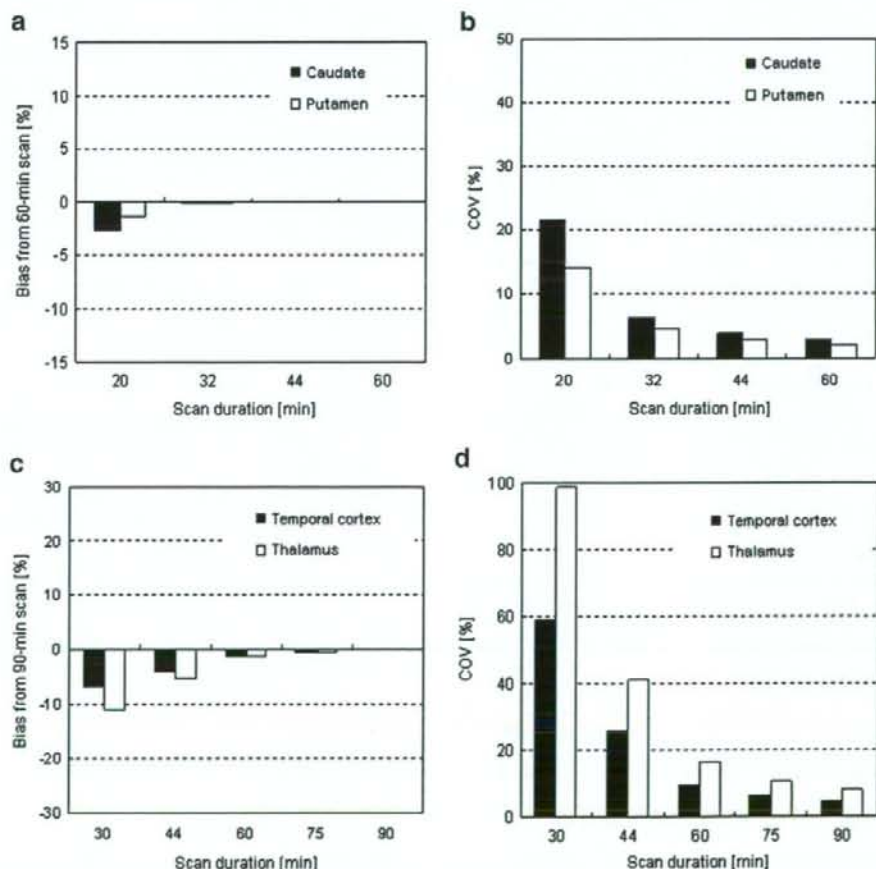 a
15
10
5
0
-5
-10
-15
Bias from 60-min scan [%]
Caudate
Putamen
20 32 44 60
Scan duration [min]
b
50
40
30
20
10
0
COV [%]
Caudate
Putamen
20 32 44 60
Scan duration [min]
c
30
20
10
0
-10
-20
-30
Bias from 90-min scan [%]
Temporal cortex
Thalamus
30 44 60 75 90
Scan duration [min]
d
100
80
60
40
20
0
COV [%]
Temporal cortex
Thalamus
30 44 60 75 90
Scan duration [min]